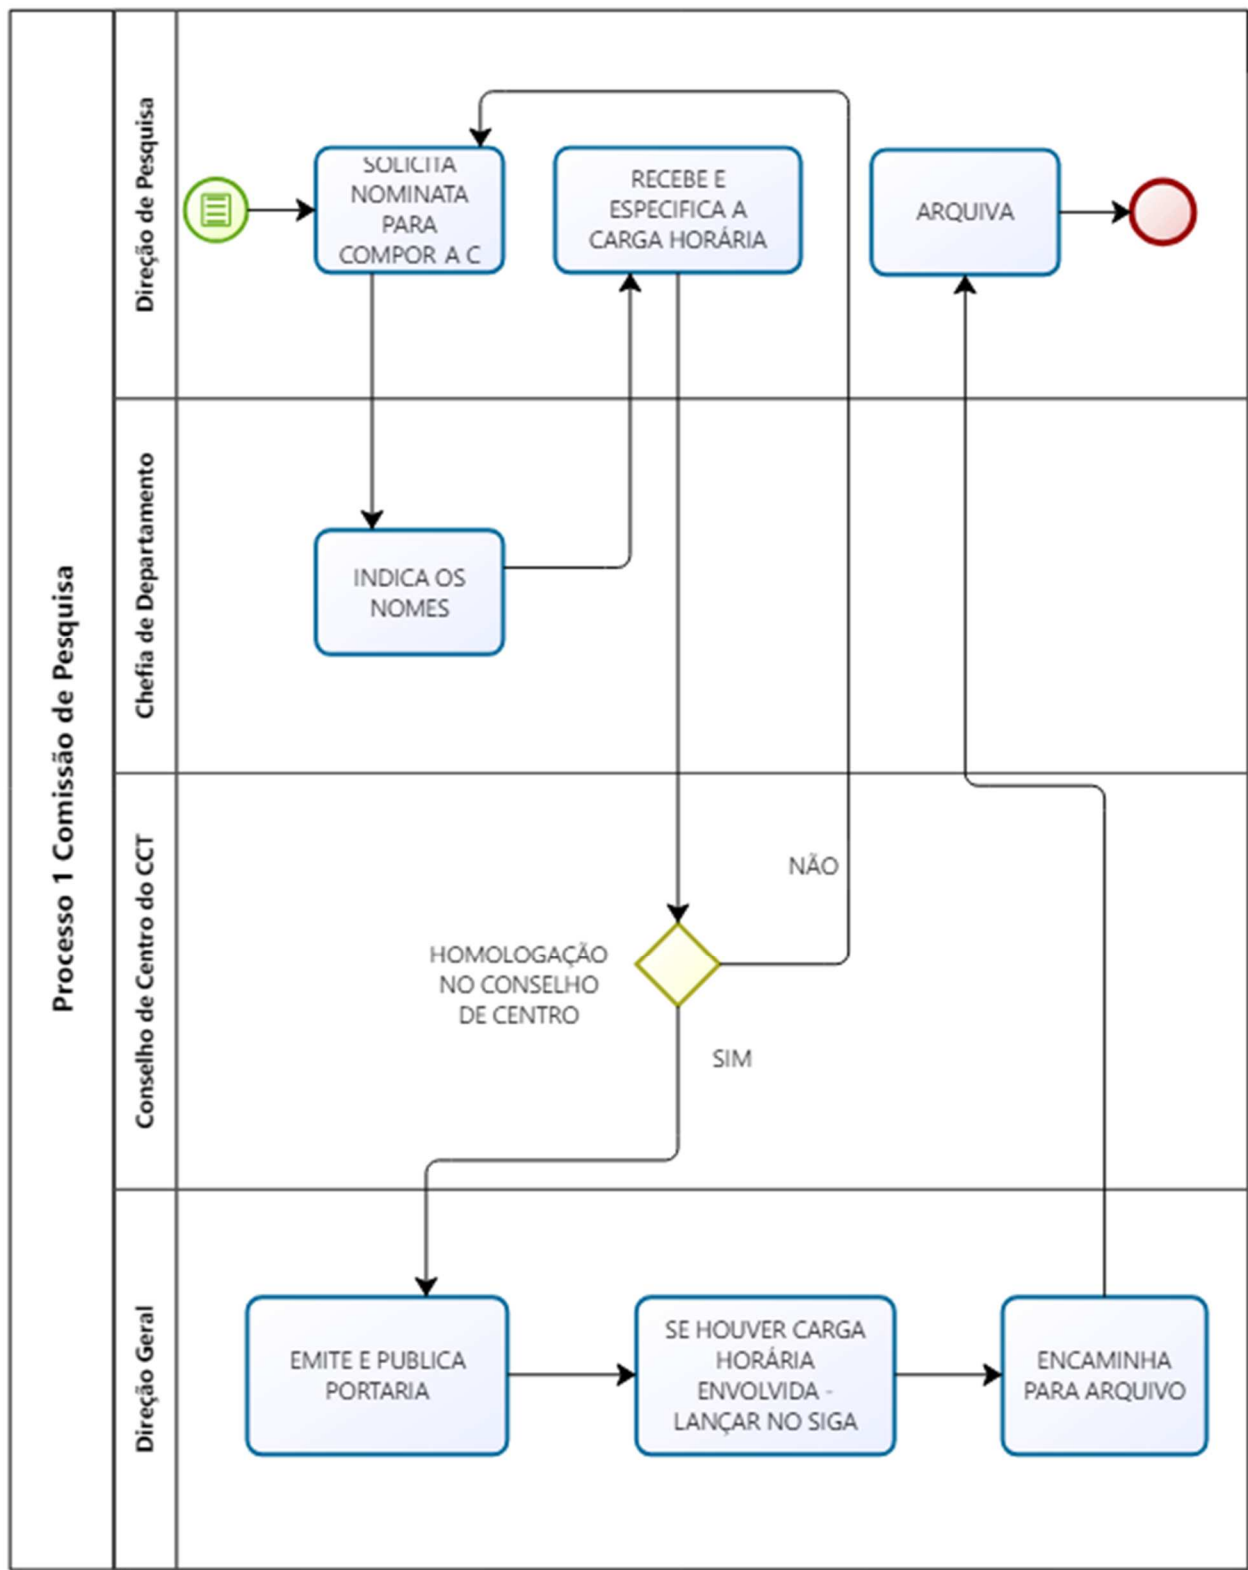 Processo 1 Comissão de Pesquisa
Direção de Pesquisa
SOLICITA
NOMINATA
PARA
COMPOR A C
RECEBE E
ESPECIFICA A
CARGA HORÁRIA
ARQUIVA
Chefia de Departamento
INDICA OS
NOMES
Conselho de Centro do CCT
NÃO
HOMOLOGAÇÃO
NO CONSELHO
DE CENTRO
SIM
Direção Geral
EMITE E PUBLICA
PORTARIA
SE HOUVER CARGA
HORÁRIA
ENVOLVIDA -
LANÇAR NO SIGA
ENCAMINHA
PARA ARQUIVO